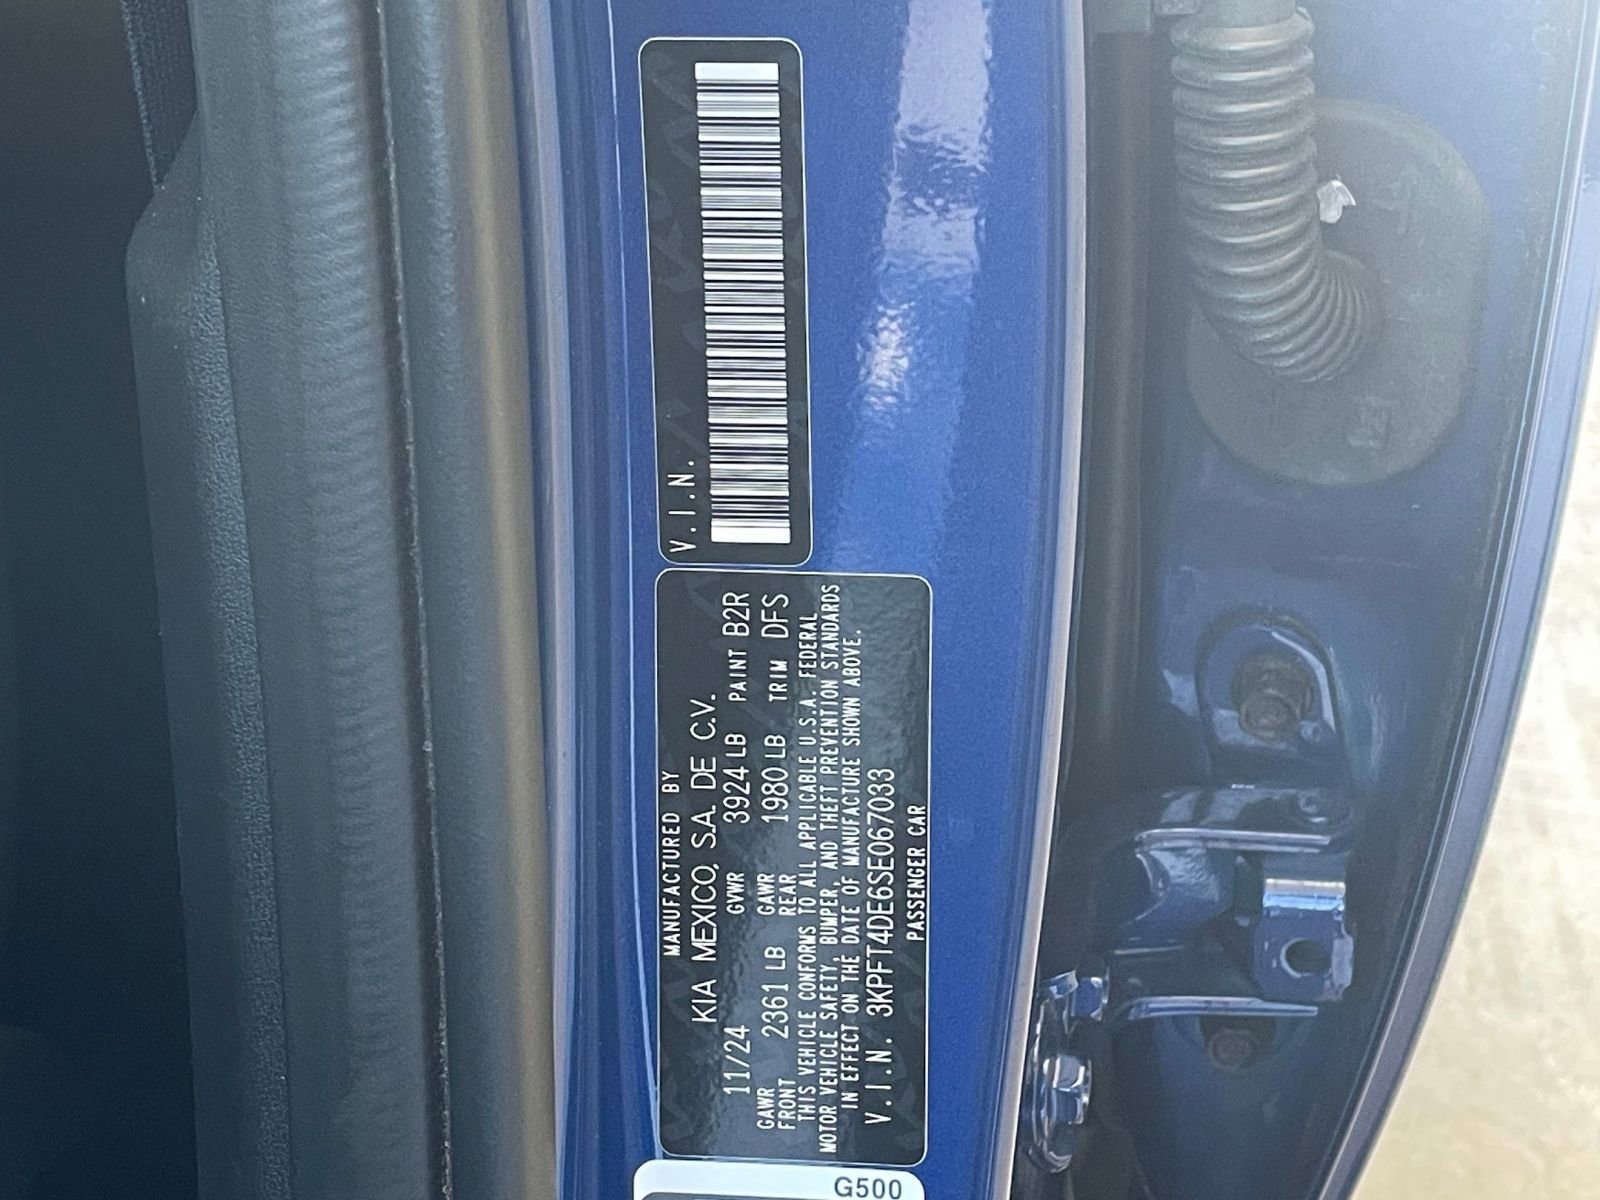 V.I.N.
MANUFACTURED BY
KIA MEXICO, S.A. DE C.V.
11/24 GVWR 3924 LB PAINT B2R
GAWR FRONT 2361 LB GAWR REAR 1980 LB TRIM DFS
THIS VEHICLE CONFORMS TO ALL APPLICABLE U.S.A. FEDERAL
MOTOR VEHICLE SAFETY, BUMPER, AND THEFT PREVENTION STANDARDS
IN EFFECT ON THE DATE OF MANUFACTURE SHOWN ABOVE.
V.I.N. 3KPFT4DE6SE067033
PASSENGER CAR
G500